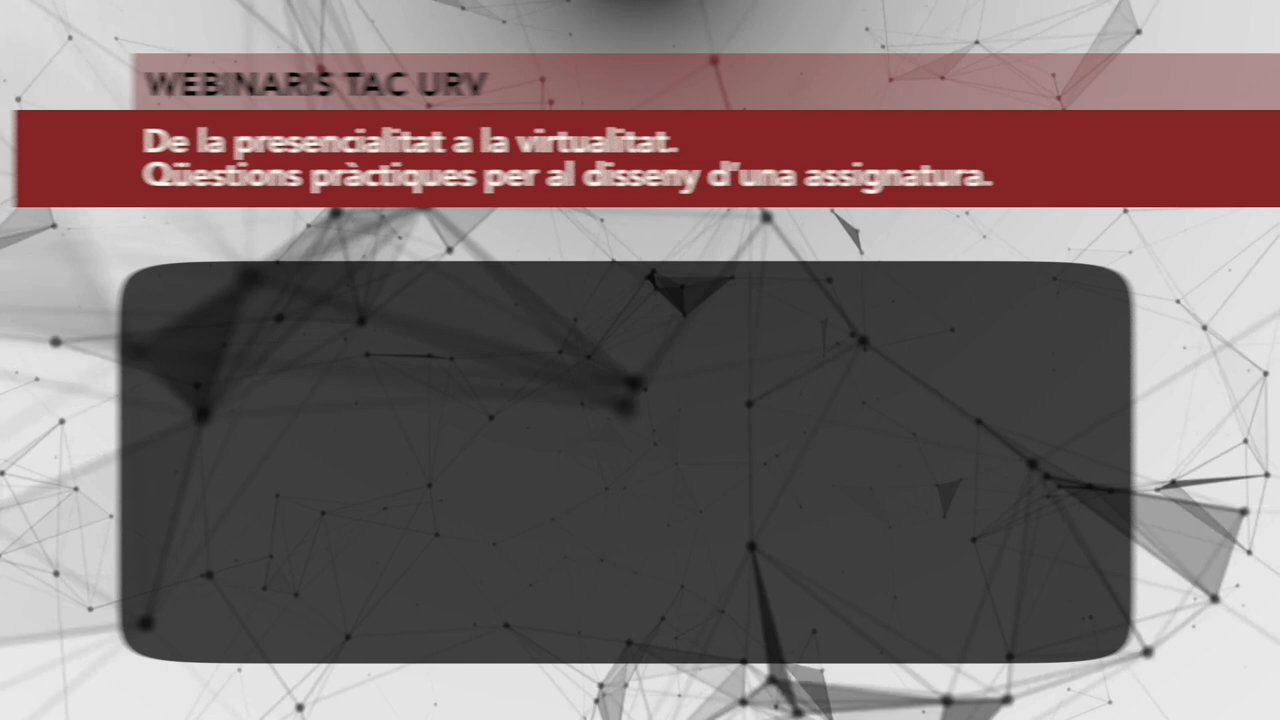 WEBINARIS TAC URV
De la presencialitat a la virtualitat.
Qüestions pràctiques per al disseny d'una assignatura.